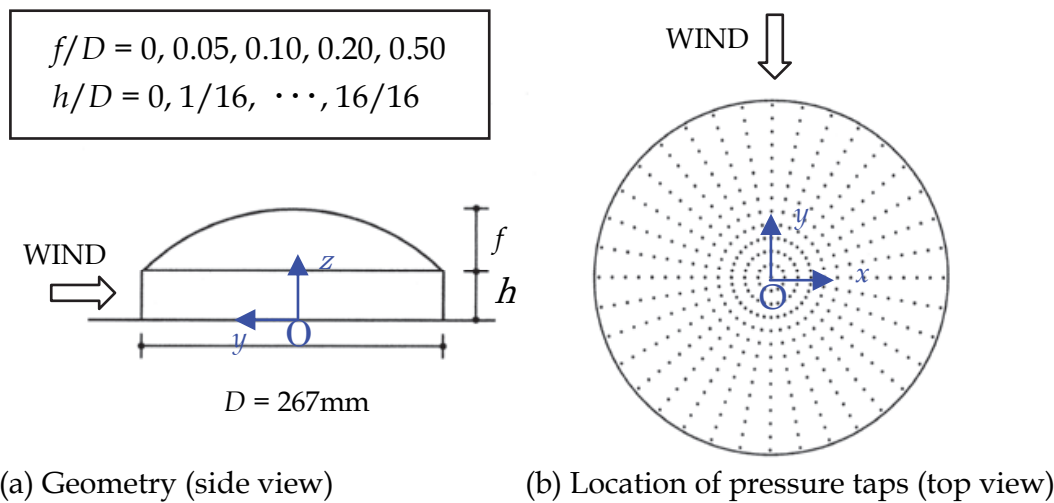 f/D = 0, 0.05, 0.10, 0.20, 0.50
h/D = 0, 1/16, ···, 16/16
WIND
z
f
h
y
O
D = 267mm
(a) Geometry (side view)
WIND
y
x
O
(b) Location of pressure taps (top view)